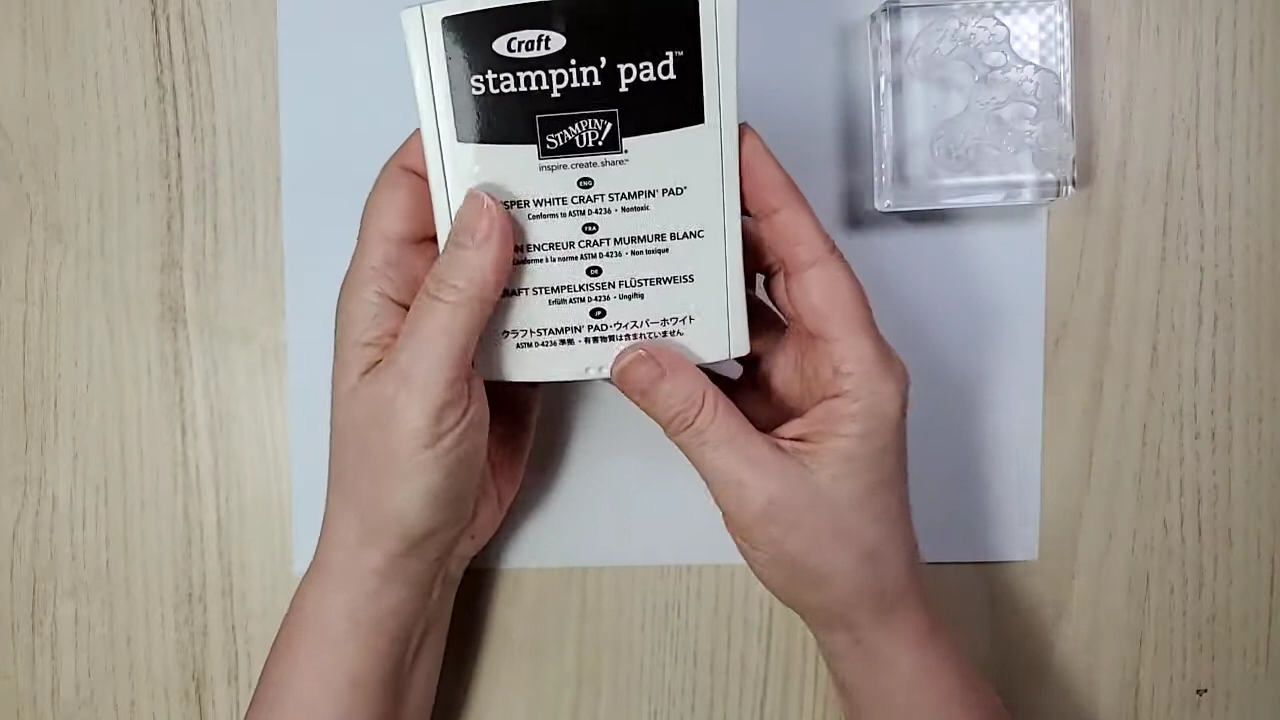 Craft
stampin' pad™
STAMPIN' UP!
inspire.create.share.™
ENG
SPER WHITE CRAFT STAMPIN' PAD®
Conforms to ASTM D-4236 • Nontoxic
FRA
N ENCREUR CRAFT MURMURE BLANC
onforme à la norme ASTM D-4236 • Non toxique
DE
AFT STEMPELKISSEN FLÜSTERWEISS
Erfüllt ASTM D-4236 • Ungiftig
JP
クラフトSTAMPIN' PAD・ウィスパーホワイト
ASTM D-4236 準拠 • 有害物質は含まれていません